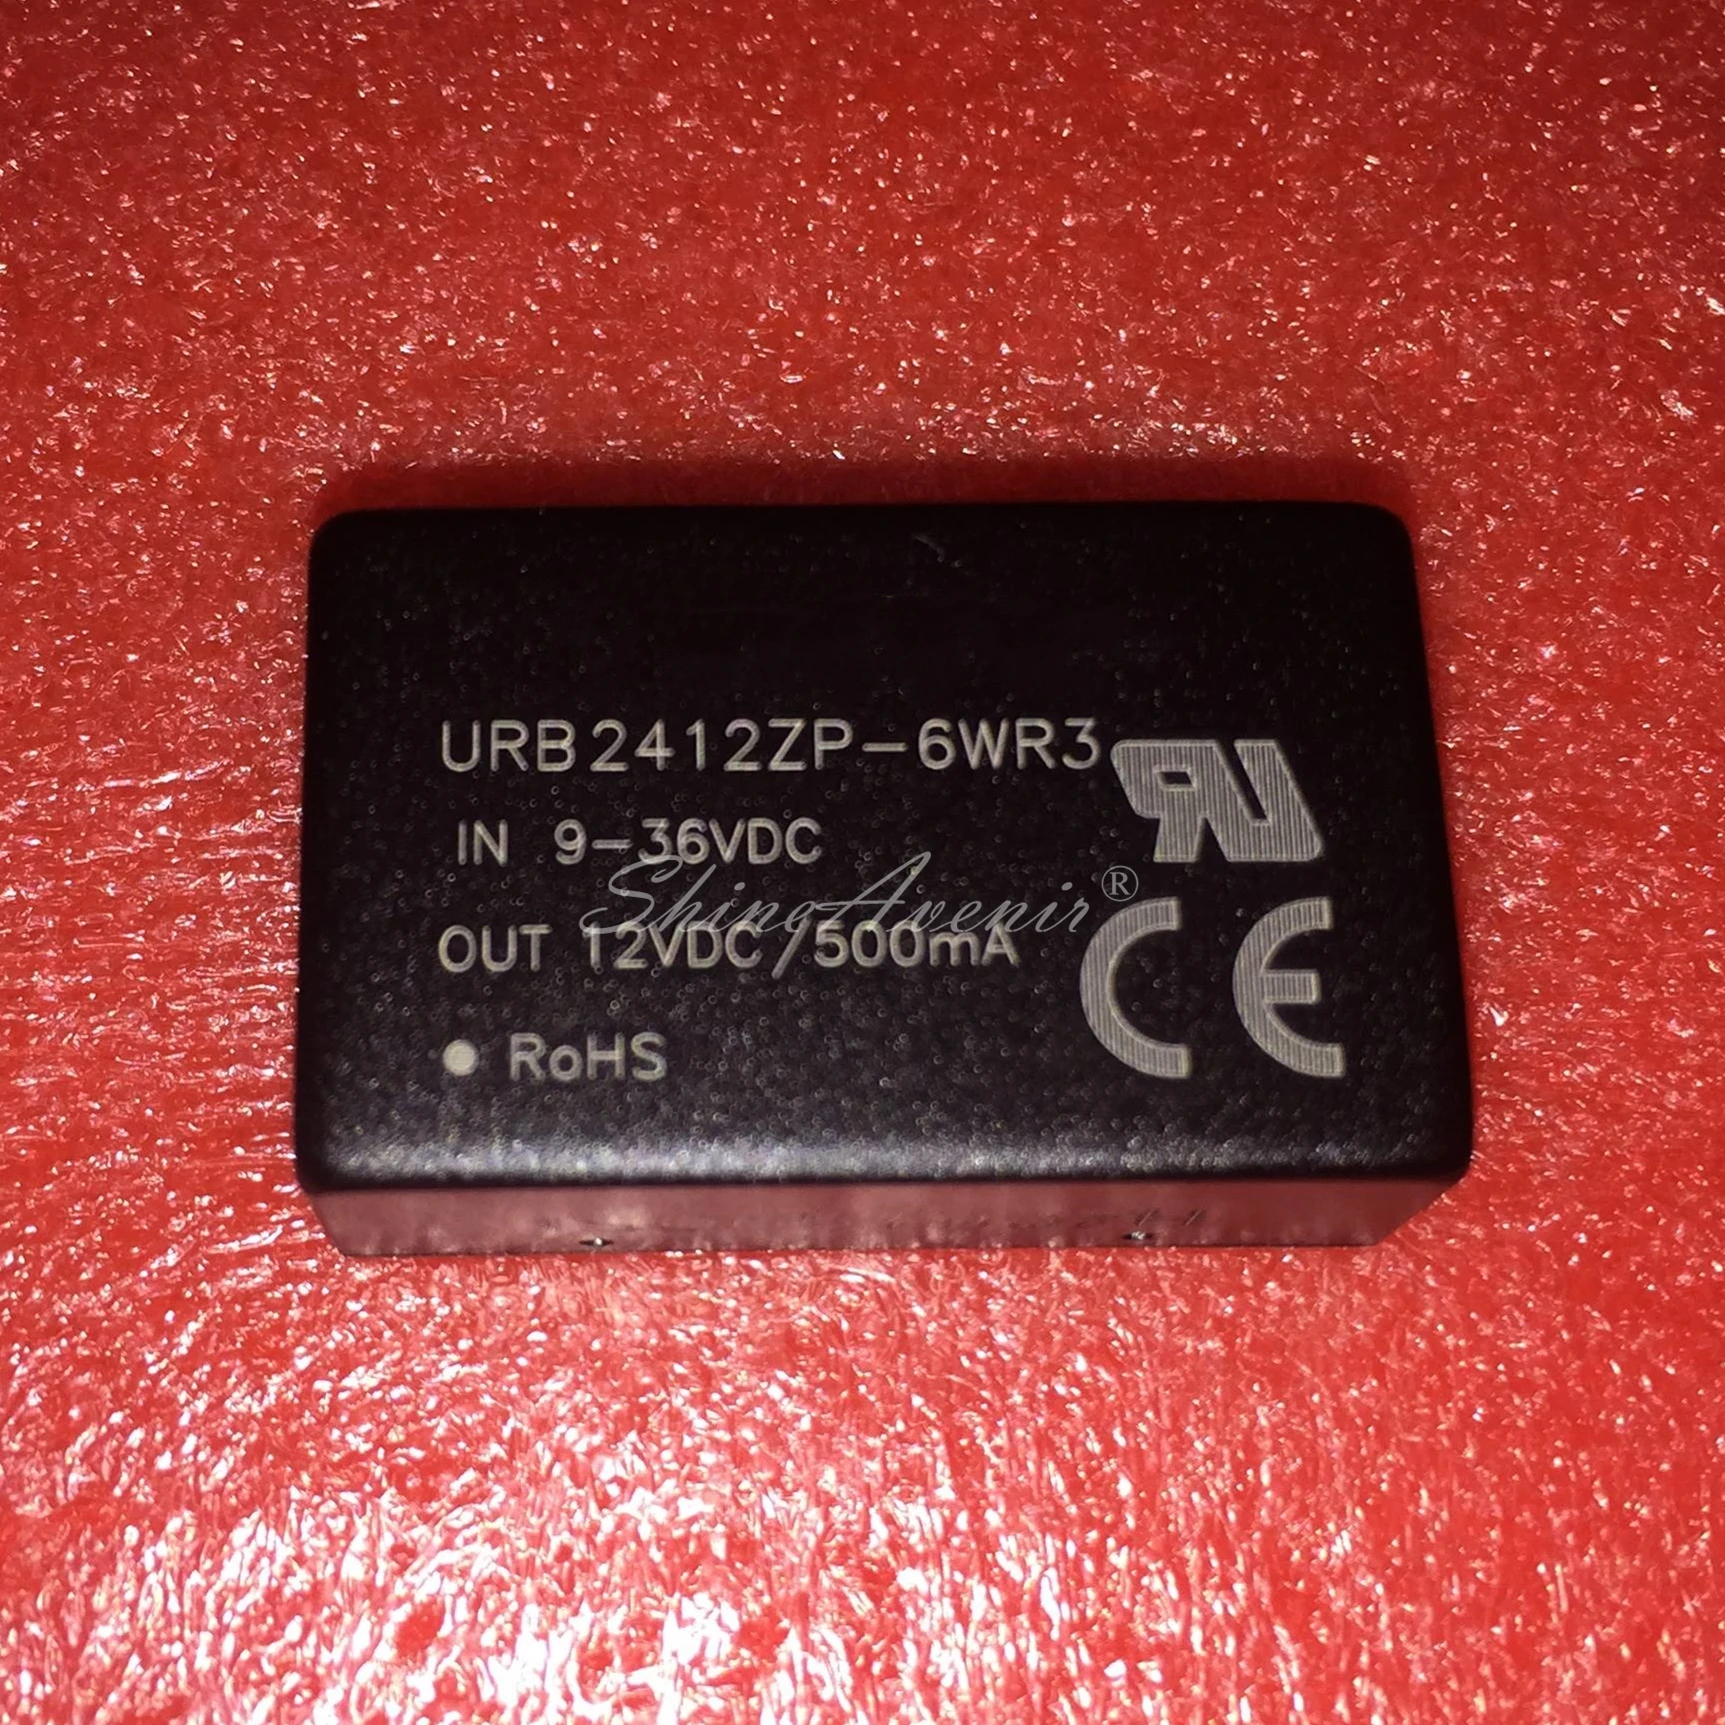 URB2412ZP-6WR3
IN 9-36VDC
ShineAvenir®
OUT 12VDC/500mA
• RoHS
CE